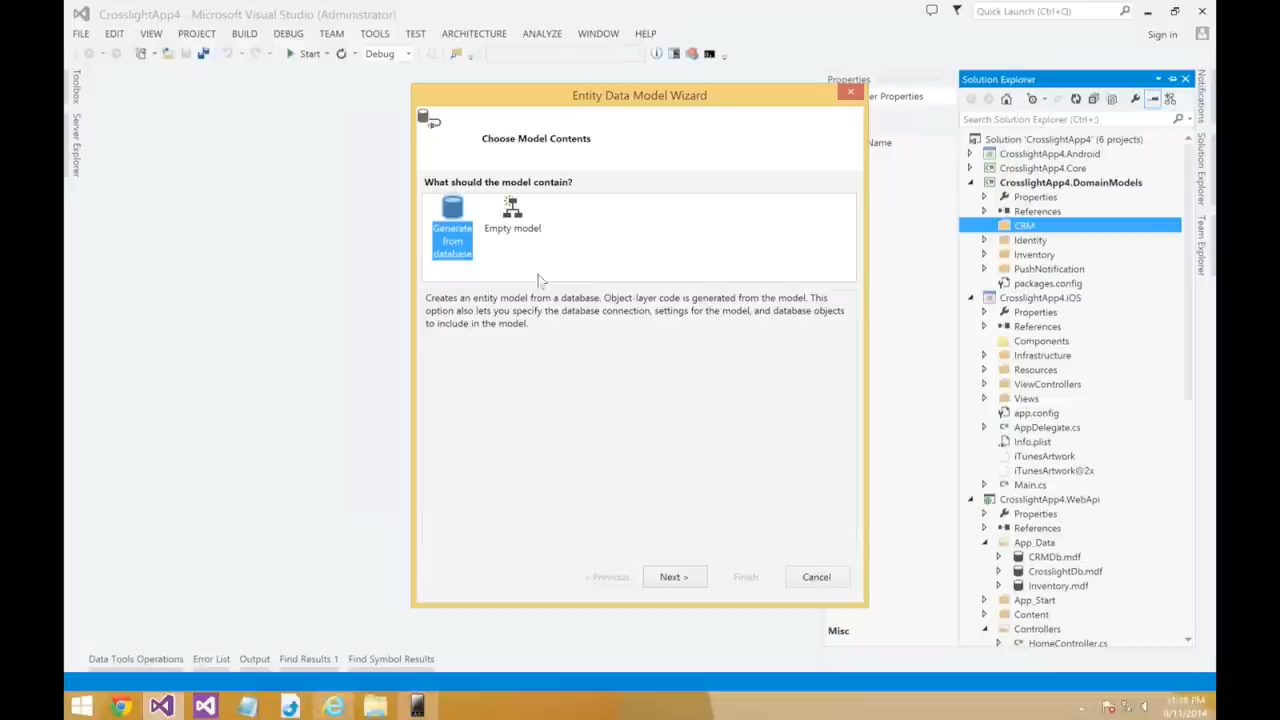 CrosslightApp4 - Microsoft Visual Studio (Administrator)
Quick Launch (Ctrl+Q)
FILE EDIT VIEW PROJECT BUILD DEBUG TEAM TOOLS TEST ARCHITECTURE ANALYZE WINDOW HELP
Sign in
Start
Debug
Toolbox
Server Explorer
Entity Data Model Wizard
Choose Model Contents
What should the model contain?
Generate
from
database
Empty model
Creates an entity model from a database. Object-layer code is generated from the model. This
option also lets you specify the database connection, settings for the model, and database objects
to include in the model.
< Previous
Next >
Finish
Cancel
Properties
er Properties
Name
Misc
Solution Explorer
Search Solution Explorer (Ctrl+;)
Solution 'CrosslightApp4' (6 projects)
CrosslightApp4.Android
CrosslightApp4.Core
CrosslightApp4.DomainModels
Properties
References
CRM
Identity
Inventory
PushNotification
packages.config
CrosslightApp4.iOS
Properties
References
Components
Infrastructure
Resources
ViewControllers
Views
app.config
AppDelegate.cs
Info.plist
iTunesArtwork
iTunesArtwork@2x
Main.cs
CrosslightApp4.WebApi
Properties
References
App_Data
CRMDb.mdf
CrosslightDb.mdf
Inventory.mdf
App_Start
Content
Controllers
HomeController.cs
Notifications
Solution Explorer
Team Explorer
Data Tools Operations Error List Output Find Results 1 Find Symbol Results
11:18 PM
8/11/2014